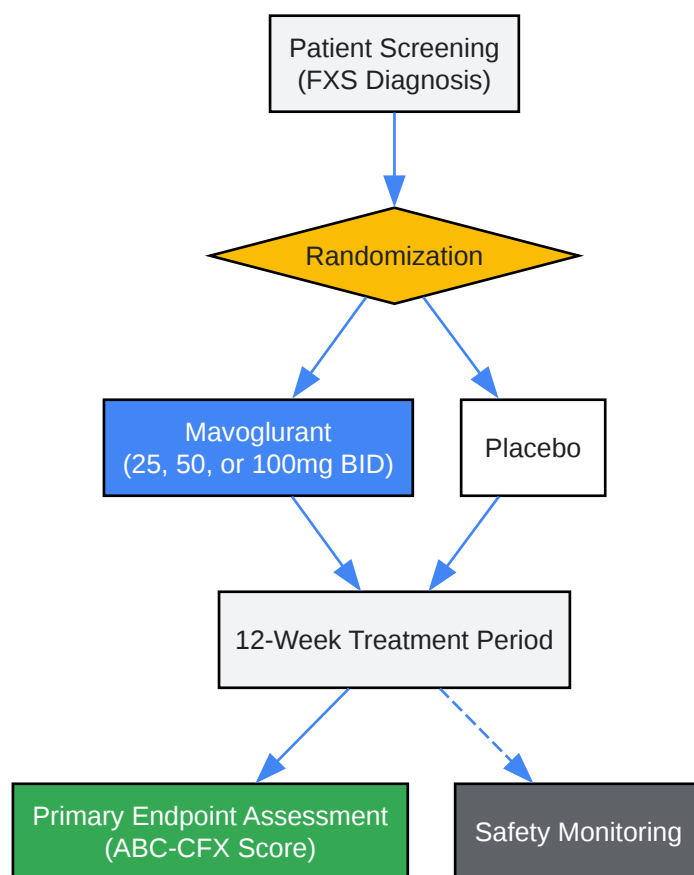 Patient Screening
(FXS Diagnosis)
Randomization
Mavoglurant
(25, 50, or 100mg BID)
Placebo
12-Week Treatment Period
Primary Endpoint Assessment
(ABC-CFX Score)
Safety Monitoring